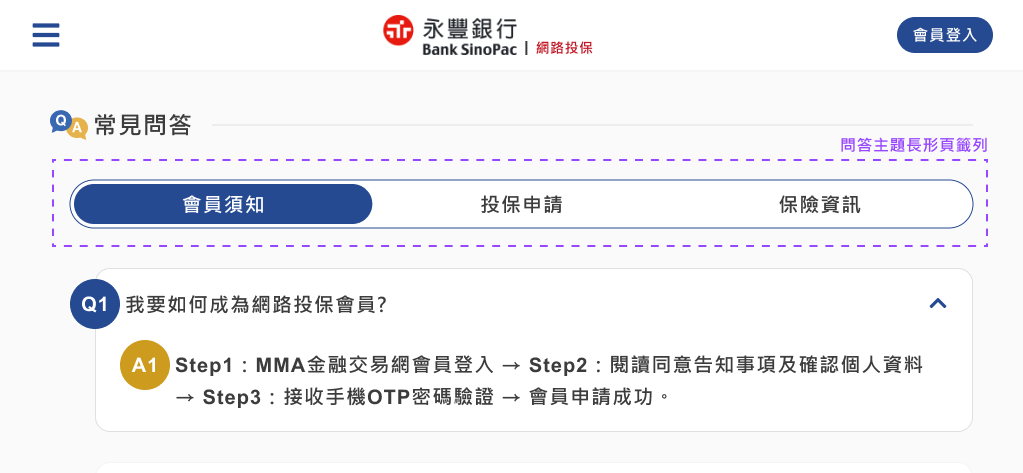 永豐銀行
Bank SinoPac | 網路投保
會員登入
QA 常見問答
問答主題長形頁籤列
會員須知 投保申請 保險資訊
Q1 我要如何成為網路投保會員?
A1 Step1：MMA金融交易網會員登入 → Step2：閱讀同意告知事項及確認個人資料
→ Step3：接收手機OTP密碼驗證 → 會員申請成功。